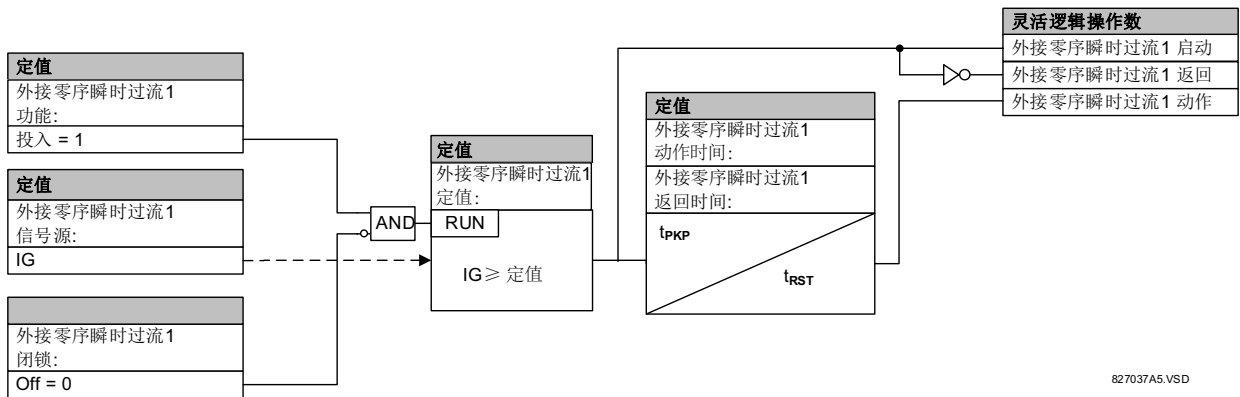 定值
外接零序瞬时过流1
功能:
投入 = 1
定值
外接零序瞬时过流1
信号源:
IG
外接零序瞬时过流1
闭锁:
Off = 0
AND
定值
外接零序瞬时过流1
定值:
RUN
IG≥ 定值
定值
外接零序瞬时过流1
动作时间:
外接零序瞬时过流1
返回时间:
tPKP
tRST
灵活逻辑操作数
外接零序瞬时过流1 启动
外接零序瞬时过流1 返回
外接零序瞬时过流1 动作
827037A5.VSD